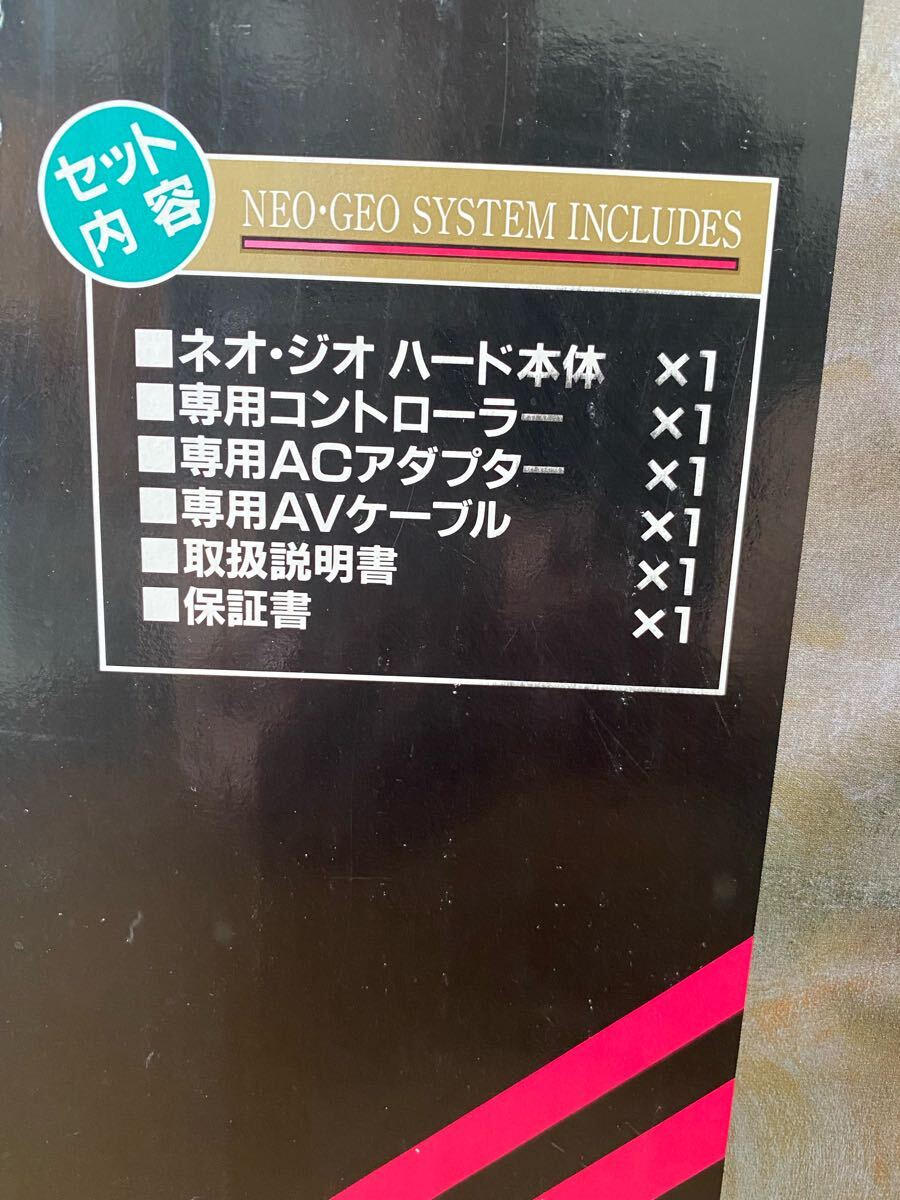 セット
内容
NEO・GEO SYSTEM INCLUDES
■ネオ・ジオ ハード本体 ×1
■専用コントローラー ×1
■専用ACアダプター ×1
■専用AVケーブル ×1
■取扱説明書 ×1
■保証書 ×1